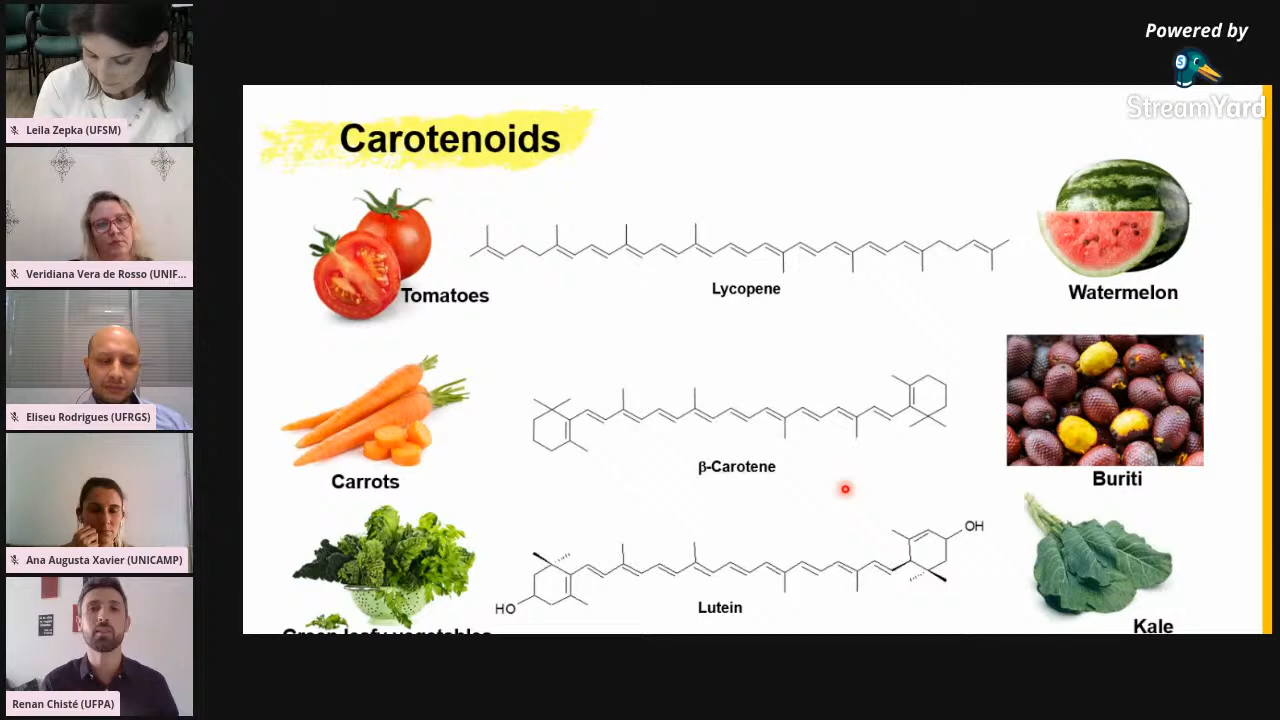 Powered by
StreamYard
Leila Zepka (UFSM)
Veridiana Vera de Rosso (UNIF...
Eliseu Rodrigues (UFRGS)
Ana Augusta Xavier (UNICAMP)
Renan Chisté (UFPA)
Carotenoids
Tomatoes
Lycopene
Watermelon
Carrots
β-Carotene
Buriti
OH
HO
Lutein
Green leafy vegetables
Kale